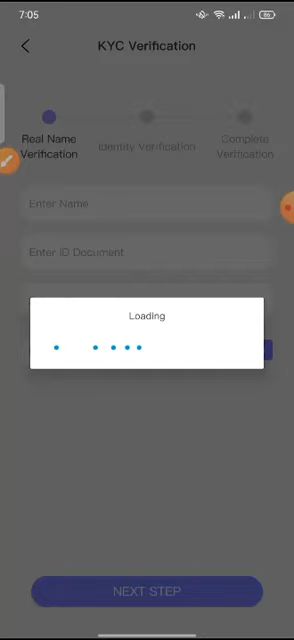 7:05
86
KYC Verification
Real Name
Verification
Identity Verification
Complete
Verification
Enter Name
Enter ID Document
Loading
NEXT STEP